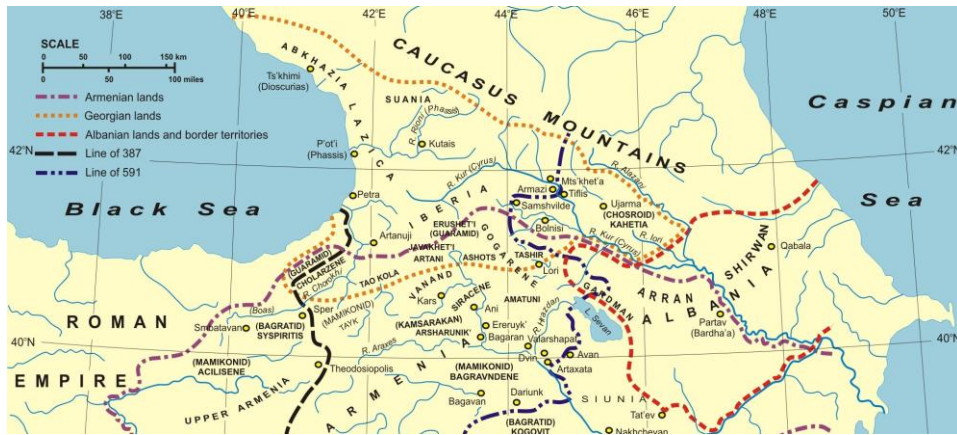 38°E
40°E
42°E
44°E
46°E
48°E
50°E
SCALE
0 50 100 150 km
0 50 100 miles
Armenian lands
Georgian lands
Albanian lands and border territories
Line of 387
Line of 591
ABKHAZIA
LAZICA
Ts'khimi
(Dioscurias)
SUANIA
CAUCASUS MOUNTAINS
Caspian
Sea
R. Rioni (Phassis)
Kutais
P'ot'i
(Phassis)
42°N
42°N
Black Sea
Petra
R. Kur (Cyrus)
Mts'khet'a
Armazi
Tiflis
Samshvilde
R. Alazani
Ujarma
(CHOSROID)
KAHETIA
R. Iori
R. Kur (Cyrus)
IBERIA
ERUSHET'I
(GUARAMID)
Bolnisi
Artanuji
JAVAKHET'I
ARTANI
GOGARENE
ASHOTS
TASHIR
Lori
SHIRWAN
Qabala
(GUARAMID)
CHOLARZENE
R. Chorokh/
(Boas)
TAO KOLA
VANAND
GARDMAN
ARRAN
ALBANIA
ROMAN
EMPIRE
Smbatavan
Sper
(BAGRATID)
SYSPIRITIS
(MAMIKONID)
TAYK
Kars
SIRACENE
Ani
AMATUNI
R. Hrazdan
L. Sevan
Partav
(Bardha'a)
(KAMSARAKAN)
ARSHARUNIK'
Ereruyk'
Bagaran
Valarshapat
40°N
40°N
R. Araxes
Dvin
Avan
Artaxata
(MAMIKONID)
ACILISENE
Theodosiopolis
ARMENIA
(MAMIKONID)
BAGRAVNDENE
UPPER ARMENIA
Bagavan
Dariunk
SIUNIA
Tat'ev
(BAGRATID)
KOGOVIT
Nakhchevan